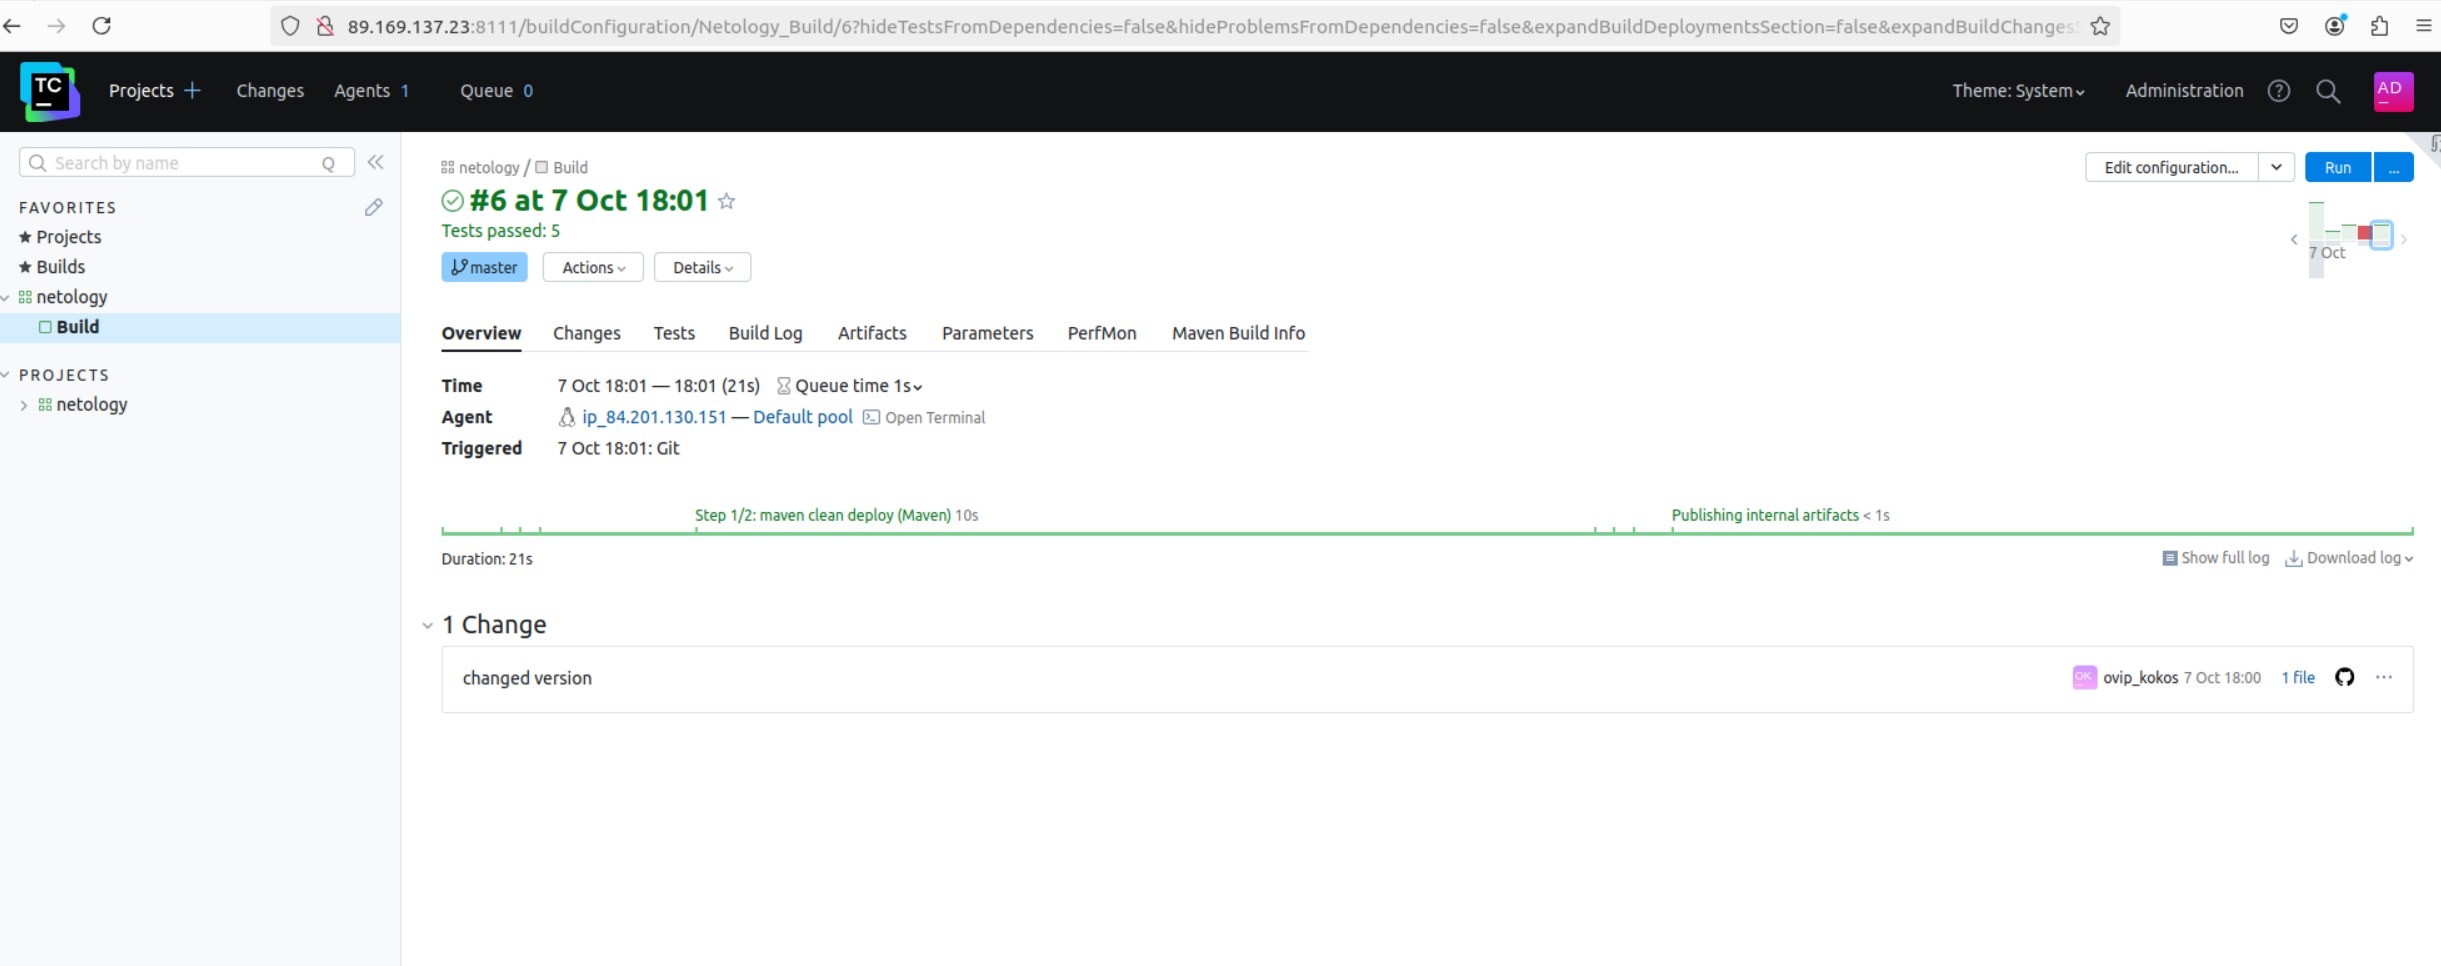 89.169.137.23:8111/buildConfiguration/Netology_Build/6?hideTestsFromDependencies=false&hideProblemsFromDependencies=false&expandBuildDeploymentsSection=false&expandBuildChanges
TC Projects Changes Agents 1 Queue 0 Theme: System Administration ? AD
Search by name Q
FAVORITES
Projects
Builds
netology
Build
PROJECTS
netology
netology / Build
Edit configuration... Run ...
#6 at 7 Oct 18:01
Tests passed: 5
7 Oct
master Actions Details
Overview Changes Tests Build Log Artifacts Parameters PerfMon Maven Build Info
Time 7 Oct 18:01 — 18:01 (21s) Queue time 1s
Agent ip_84.201.130.151 — Default pool Open Terminal
Triggered 7 Oct 18:01: Git
Step 1/2: maven clean deploy (Maven) 10s Publishing internal artifacts < 1s
Duration: 21s Show full log Download log
1 Change
changed version OK ovip_kokos 7 Oct 18:00 1 file ...